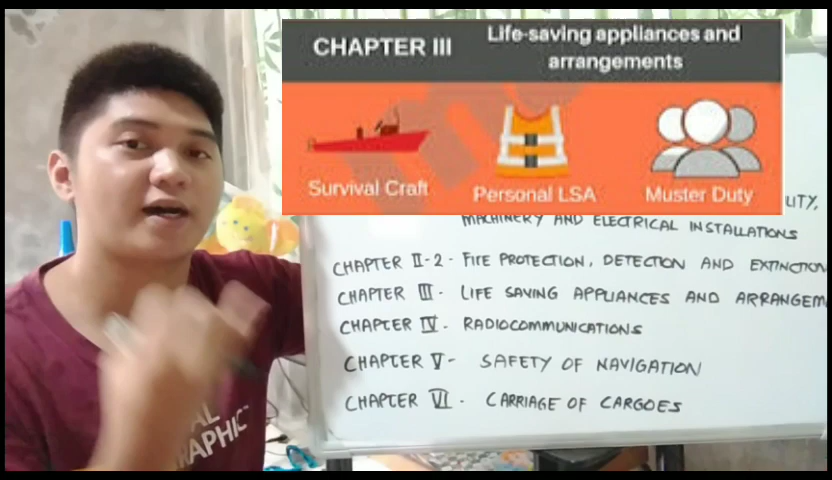 CHAPTER III
Life-saving appliances and
arrangements
Survival Craft
Personal LSA
Muster Duty
MACHINERY AND ELECTRICAL INSTALLATIONS
CHAPTER II-2 - FIRE PROTECTION, DETECTION AND EXTINCTION
CHAPTER III - LIFE SAVING APPLIANCES AND ARRANGEM
CHAPTER IV - RADIOCOMMUNICATIONS
CHAPTER V - SAFETY OF NAVIGATION
CHAPTER VI - CARRIAGE OF CARGOES